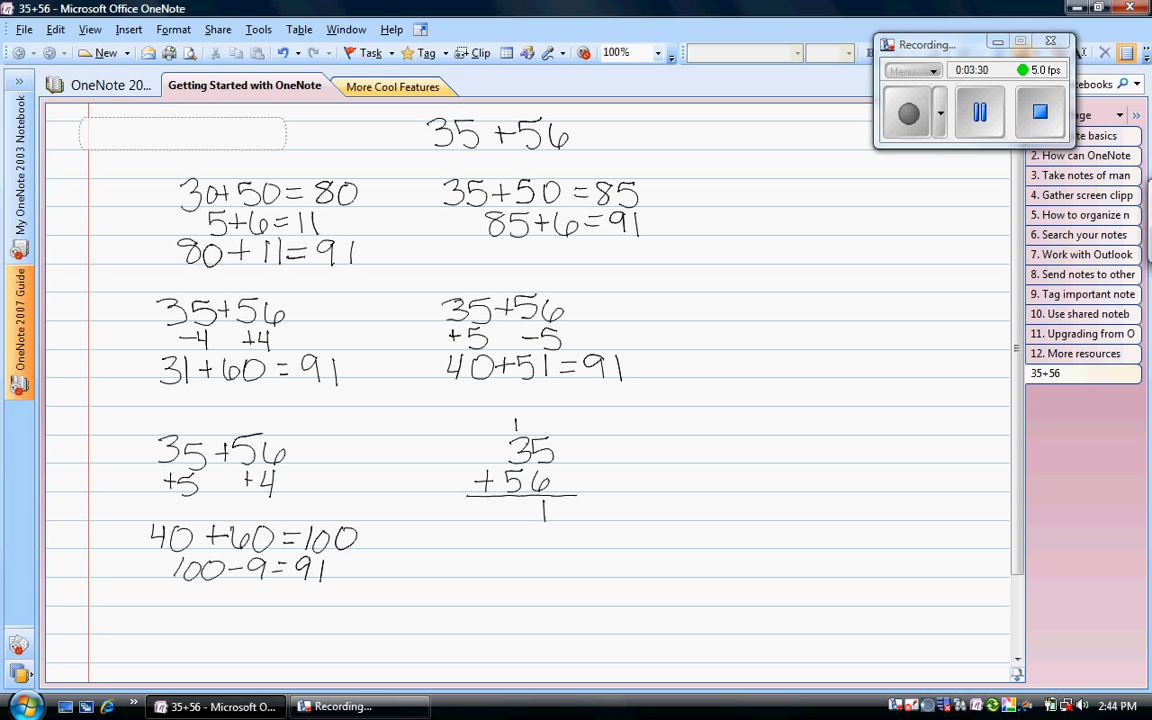 35+56 - Microsoft Office OneNote
File Edit View Insert Format Share Tools Table Window Help
New Task Tag Clip 100%
Recording...
Menu 0:03:30 5.0 fps
OneNote 20... Getting Started with OneNote More Cool Features
My OneNote 2003 Notebook
OneNote 2007 Guide
35+56
30+50=80
5+6=11
80+11=91
35+50=85
85+6=91
35+56
-4 +4
31+60=91
35+56
+5 -5
40+51=91
35+56
+5 +4
40+60=100
100-9=91
1
35
+56
1
2. How can OneNote
3. Take notes of man
4. Gather screen clipp
5. How to organize n
6. Search your notes
7. Work with Outlook
8. Send notes to other
9. Tag important note
10. Use shared noteb
11. Upgrading from O
12. More resources
35+56
35+56 - Microsoft O... Recording... 2:44 PM